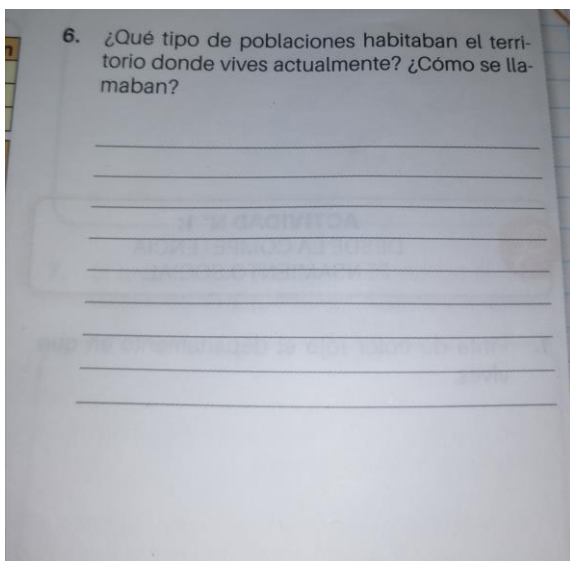 6. ¿Qué tipo de poblaciones habitaban el terri-
torio donde vives actualmente? ¿Cómo se lla-
maban?